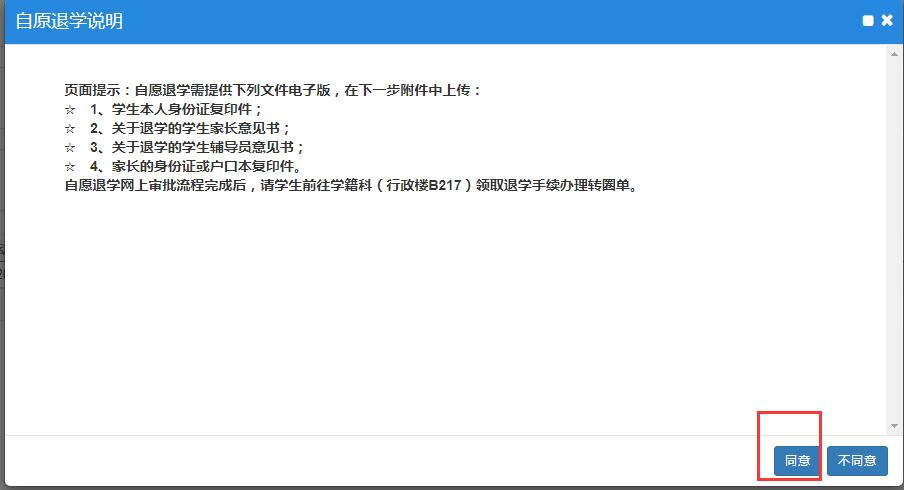 自原退学说明
页面提示：自愿退学需提供下列文件电子版，在下一步附件中上传：
☆ 1、学生本人身份证复印件；
☆ 2、关于退学的学生家长意见书；
☆ 3、关于退学的学生辅导员意见书；
☆ 4、家长的身份证或户口本复印件。
自愿退学网上审批流程完成后，请学生前往学籍科（行政楼B217）领取退学手续办理转圈单。
同意 不同意